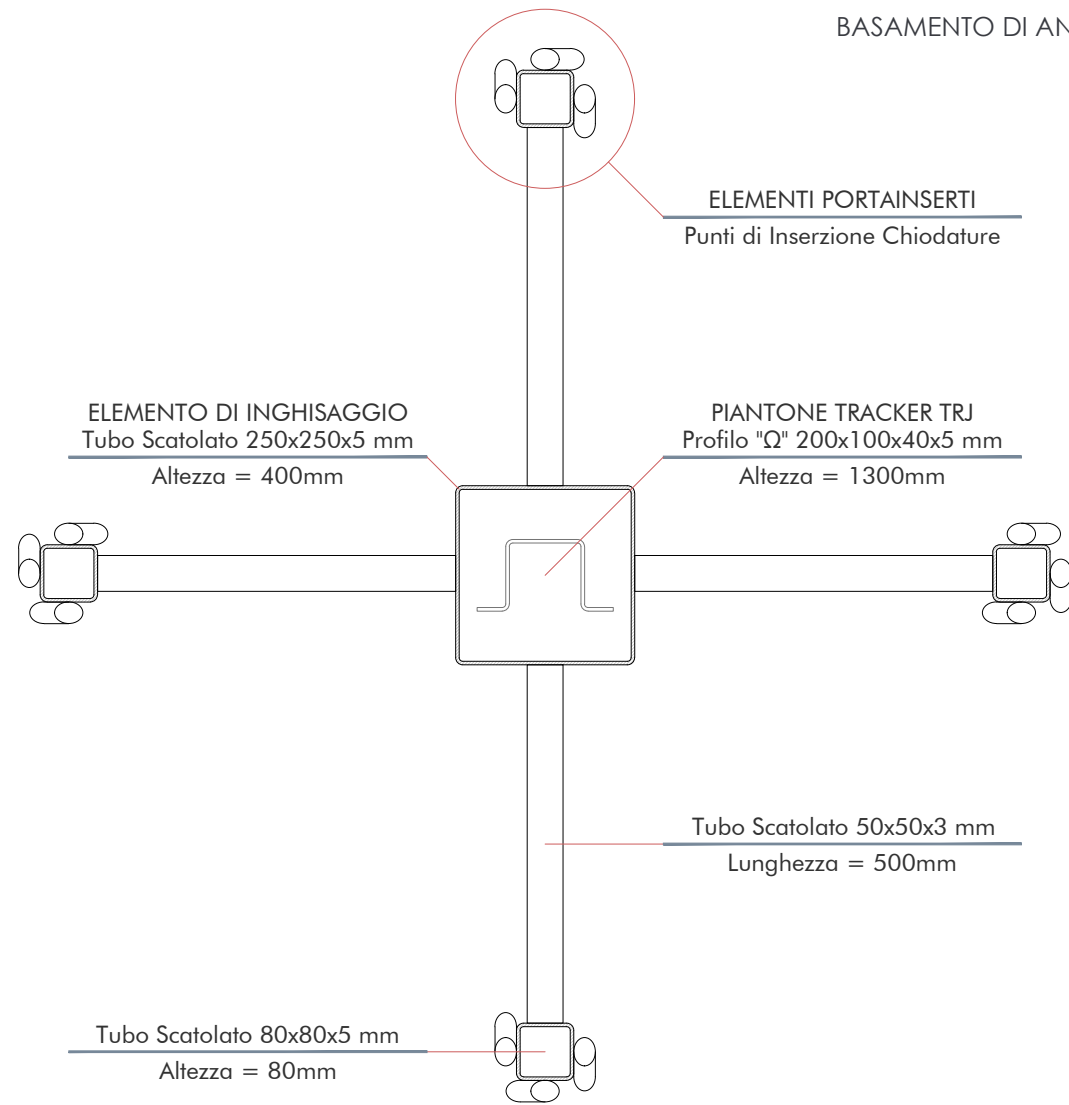 BASAMENTO DI AN
ELEMENTI PORTAINSERTI
Punti di Inserzione Chiodature
ELEMENTO DI INGHISAGGIO
Tubo Scatolato 250x250x5 mm
Altezza = 400mm
PIANTONE TRACKER TRJ
Profilo "Ω" 200x100x40x5 mm
Altezza = 1300mm
Tubo Scatolato 50x50x3 mm
Lunghezza = 500mm
Tubo Scatolato 80x80x5 mm
Altezza = 80mm